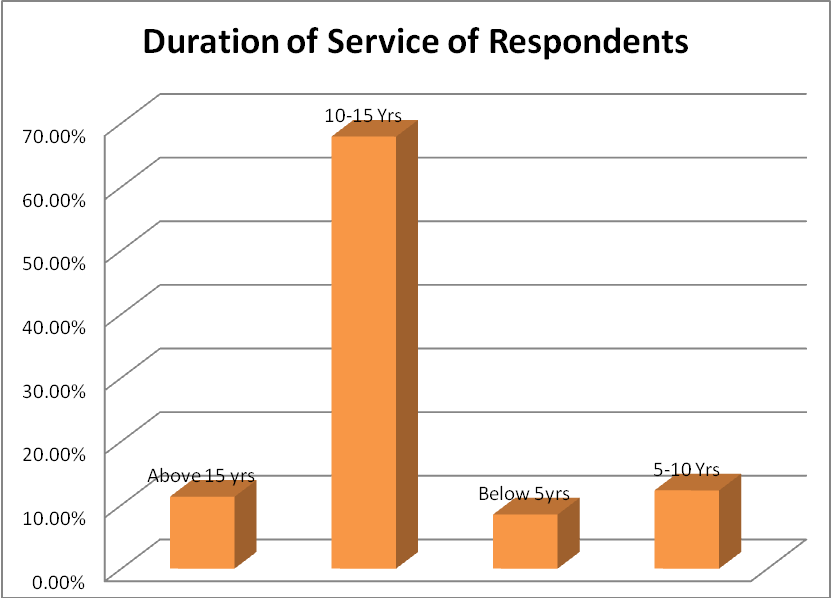 Duration of Service of Respondents
10-15 Yrs
70.00%
60.00%
50.00%
40.00%
30.00%
20.00%
Above 15 yrs
5-10 Yrs
Below 5yrs
10.00%
0.00%